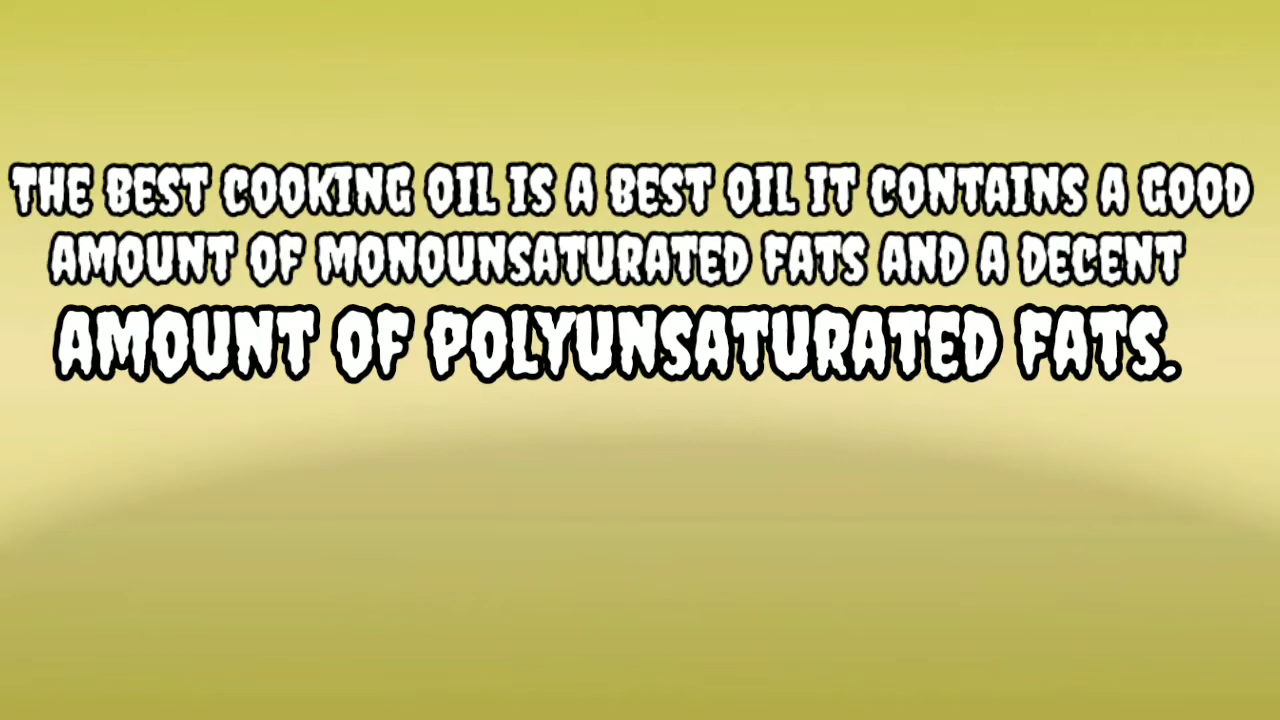 THE BEST COOKING OIL IS A BEST OIL IT CONTAINS A GOOD
AMOUNT OF MONOUNSATURATED FATS AND A DECENT
AMOUNT OF POLYUNSATURATED FATS.